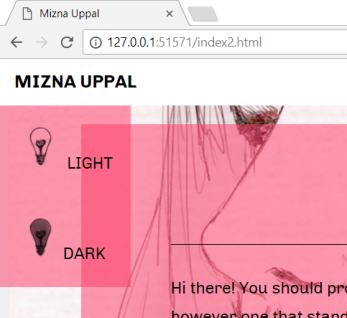 Mizna Uppal
127.0.0.1:51571/index2.html
MIZNA UPPAL
LIGHT
DARK
Hi there! You should pro
however one that stand